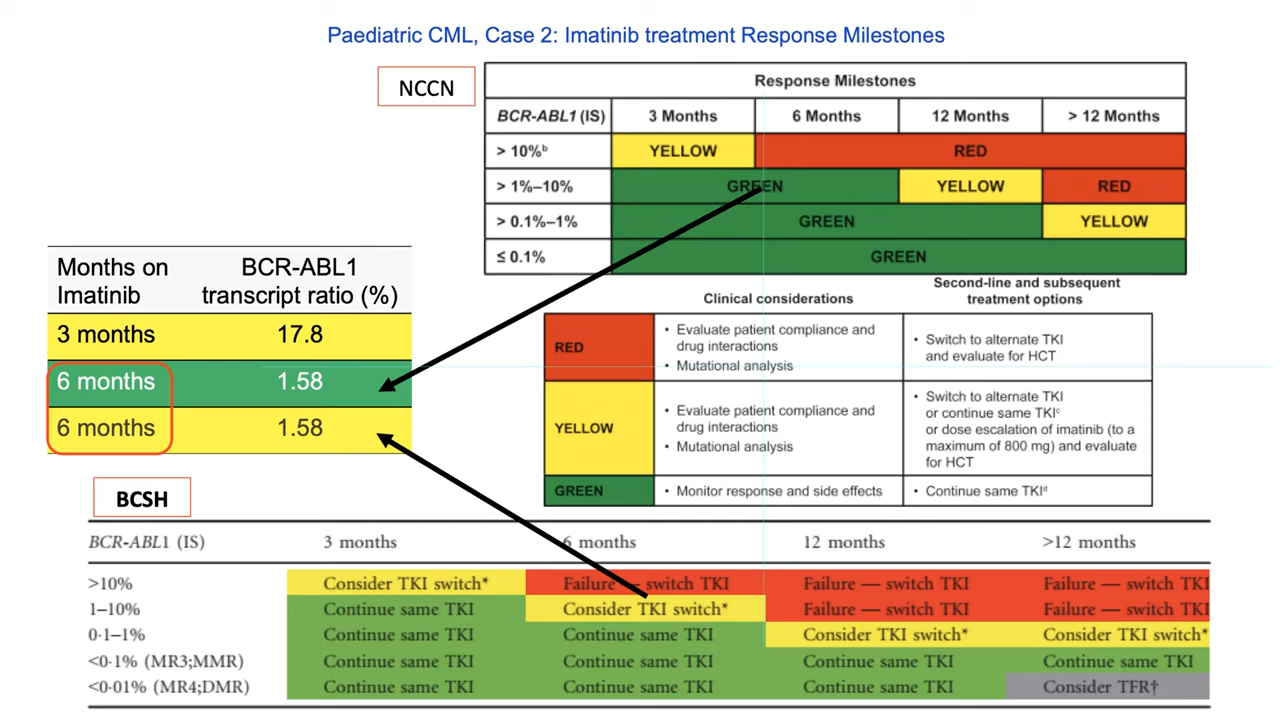 Paediatric CML, Case 2: Imatinib treatment Response Milestones
NCCN
Response Milestones
BCR-ABL1 (IS) 3 Months 6 Months 12 Months > 12 Months
> 10%ᵇ YELLOW RED
> 1%–10% GREEN YELLOW RED
> 0.1%–1% GREEN YELLOW
≤ 0.1% GREEN
Months on Imatinib BCR-ABL1 transcript ratio (%)
3 months 17.8
6 months 1.58
6 months 1.58
Clinical considerations
Second-line and subsequent
treatment options
RED
• Evaluate patient compliance and
drug interactions
• Mutational analysis
• Switch to alternate TKI
and evaluate for HCT
YELLOW
• Evaluate patient compliance and
drug interactions
• Mutational analysis
• Switch to alternate TKI
or continue same TKIᶜ
or dose escalation of imatinib (to a
maximum of 800 mg) and evaluate
for HCT
GREEN
• Monitor response and side effects
• Continue same TKIᵈ
BCSH
BCR-ABL1 (IS) 3 months 6 months 12 months >12 months
>10% Consider TKI switch* Failure — switch TKI Failure — switch TKI Failure — switch TKI
1–10% Continue same TKI Consider TKI switch* Failure — switch TKI Failure — switch TKI
0·1–1% Continue same TKI Continue same TKI Consider TKI switch* Consider TKI switch*
<0·1% (MR3;MMR) Continue same TKI Continue same TKI Continue same TKI Continue same TKI
<0·01% (MR4;DMR) Continue same TKI Continue same TKI Continue same TKI Consider TFR†